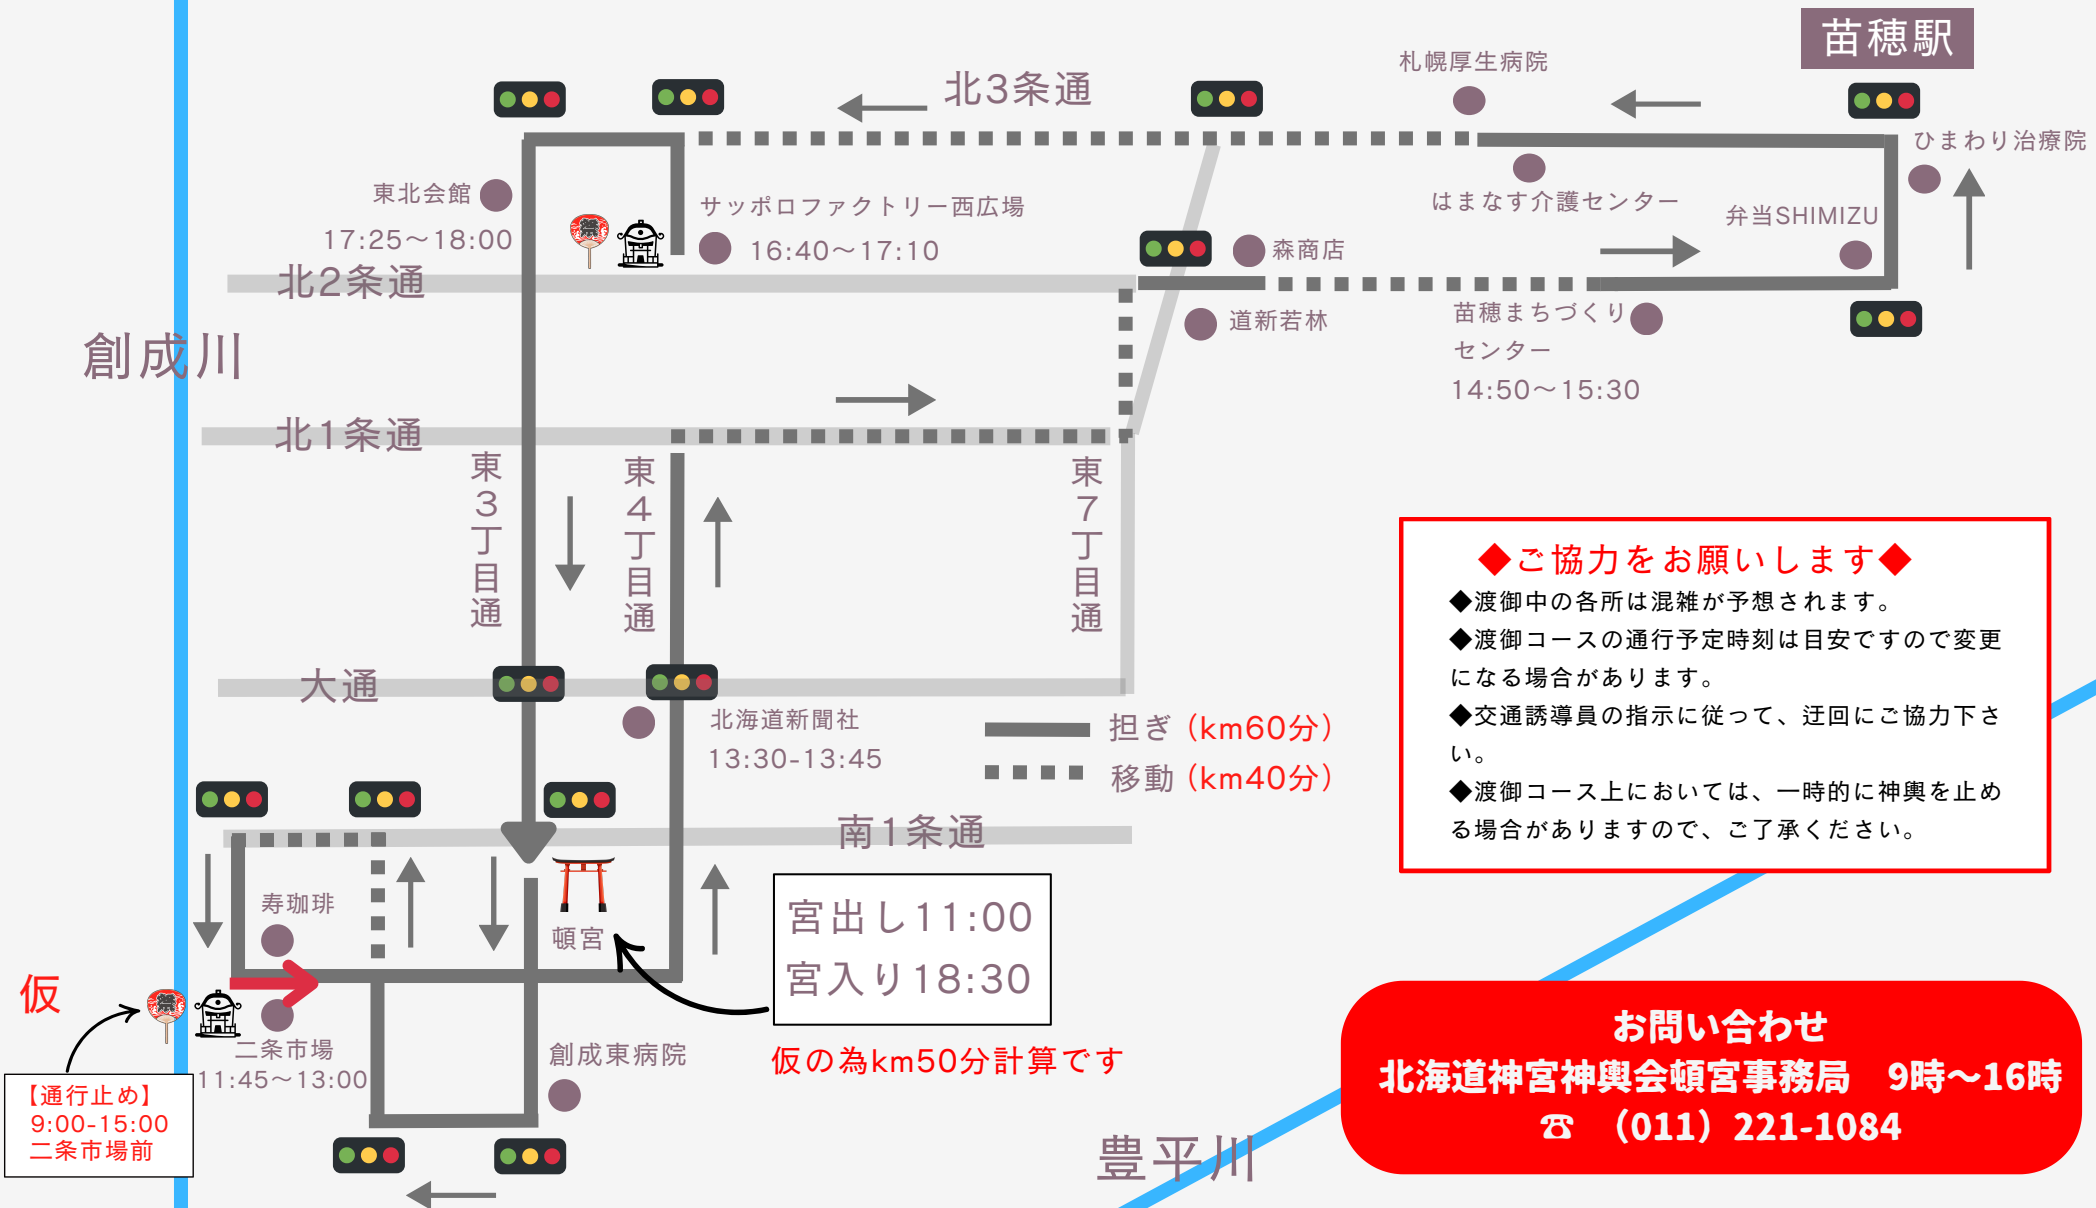 苗穂駅
札幌厚生病院
北3条通
ひまわり治療院
東北会館
17:25～18:00
祭
サッポロファクトリー西広場
16:40～17:10
はまなす介護センター
弁当SHIMIZU
森商店
北2条通
道新若林
苗穂まちづくり
センター
14:50～15:30
創成川
北1条通
東3丁目通
東4丁目通
東7丁目通
◆ご協力をお願いします◆
◆渡御中の各所は混雑が予想されます。
◆渡御コースの通行予定時刻は目安ですので変更
になる場合があります。
◆交通誘導員の指示に従って、迂回にご協力下さ
い。
◆渡御コース上においては、一時的に神輿を止め
る場合がありますので、ご了承ください。
大通
北海道新聞社
13:30-13:45
担ぎ（km60分）
移動（km40分）
南1条通
寿珈琲
頓宮
宮出し11:00
宮入り18:30
仮の為km50分計算です
仮
祭
二条市場
11:45～13:00
【通行止め】
9:00-15:00
二条市場前
創成東病院
豊平川
お問い合わせ
北海道神宮神輿会頓宮事務局　9時～16時
☎　（011）221-1084